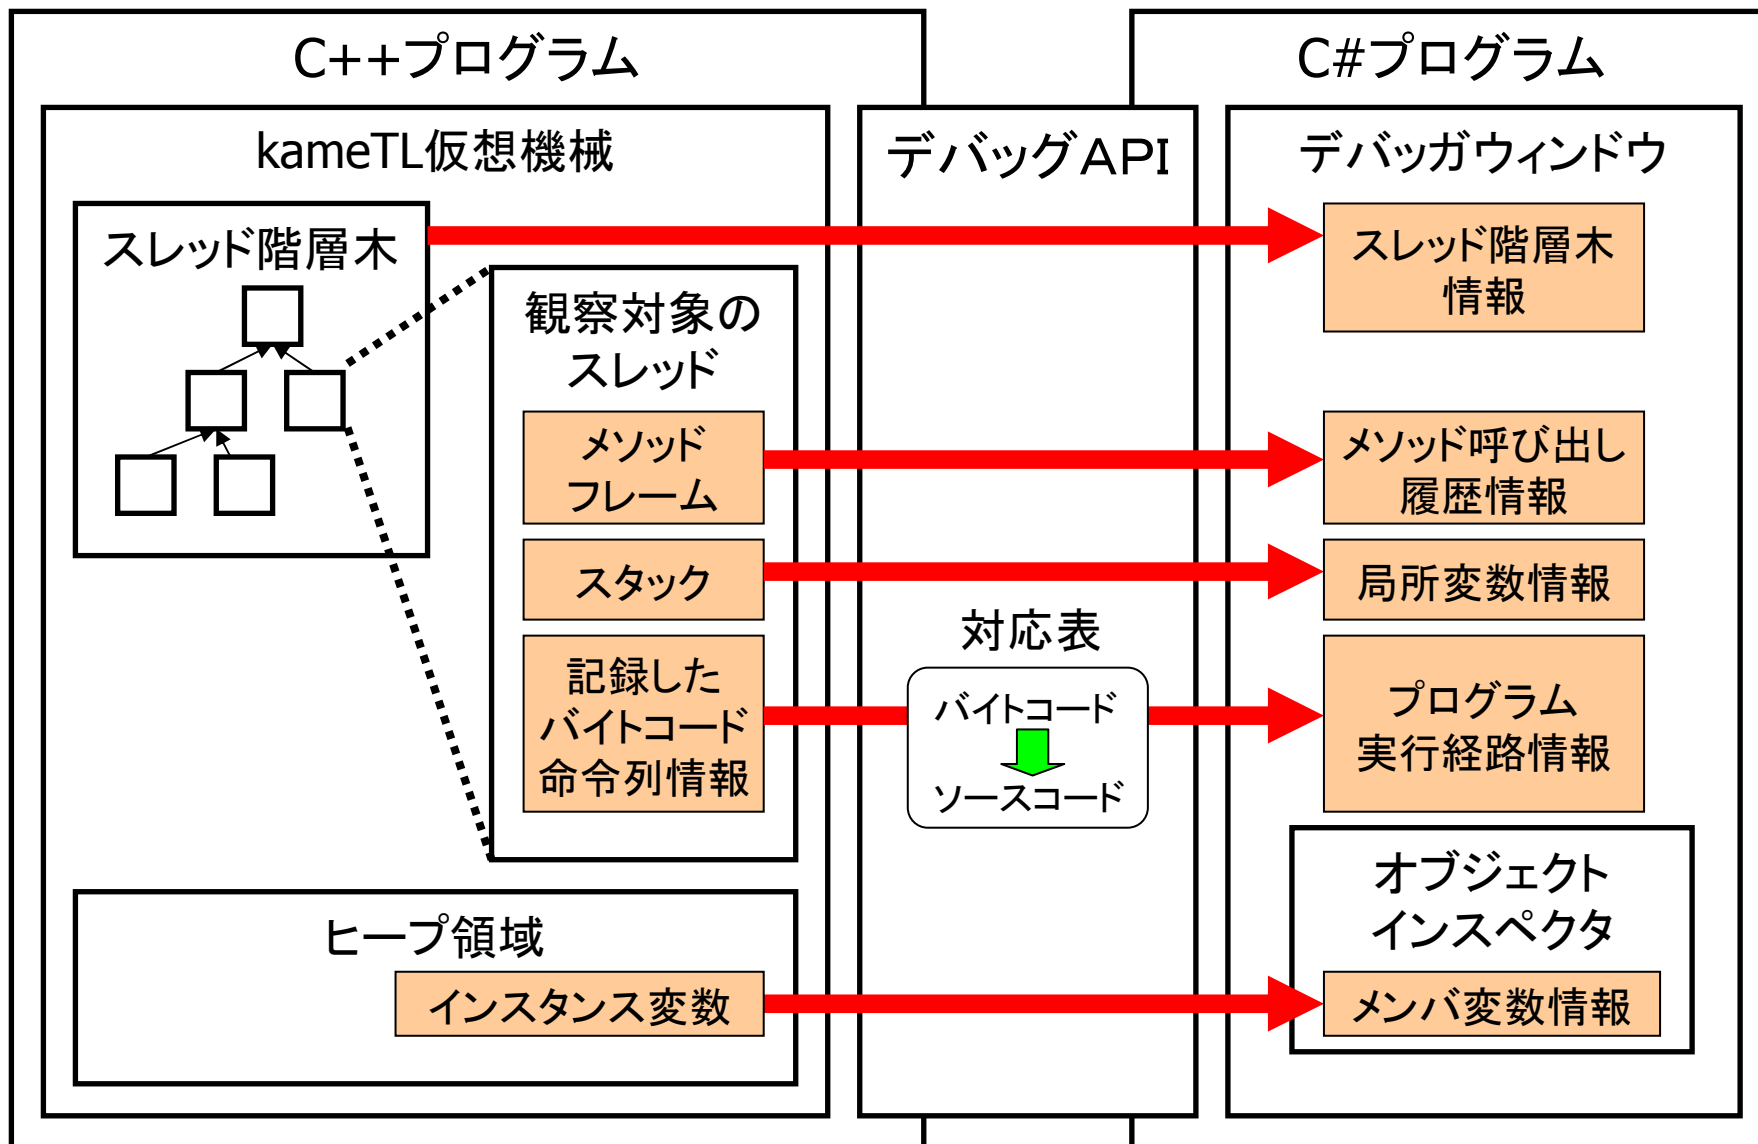 C++プログラム
kameTL仮想機械
スレッド階層木
観察対象の
スレッド
メソッド
フレーム
スタック
記録した
バイトコード
命令列情報
ヒープ領域
インスタンス変数
デバッグAPI
対応表
バイトコード
ソースコード
C#プログラム
デバッガウィンドウ
スレッド階層木
情報
メソッド呼び出し
履歴情報
局所変数情報
プログラム
実行経路情報
オブジェクト
インスペクタ
メンバ変数情報